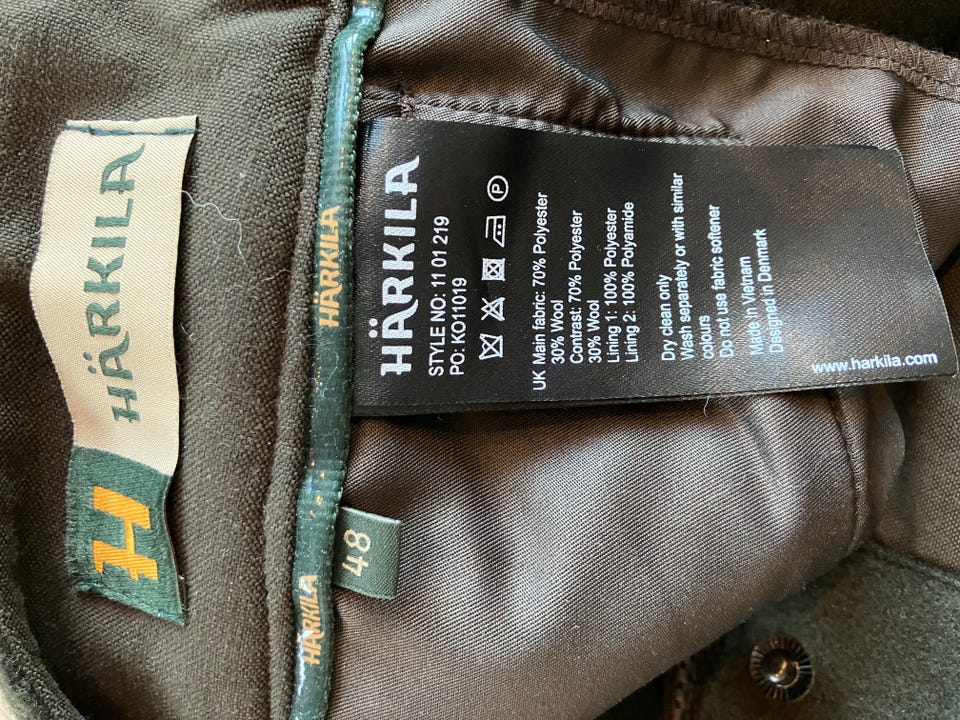 HÄRKILA
H
HÄRKILA
HÄRKILA
48
HÄRKILA
STYLE NO: 11 01 219
PO: KO11019
P
UK Main fabric: 70% Polyester
30% Wool
Contrast: 70% Polyester
30% Wool
Lining 1: 100% Polyester
Lining 2: 100% Polyamide
Dry clean only
Wash separately or with similar
colours
Do not use fabric softener
Made in Vietnam
Designed in Denmark
www.harkila.com